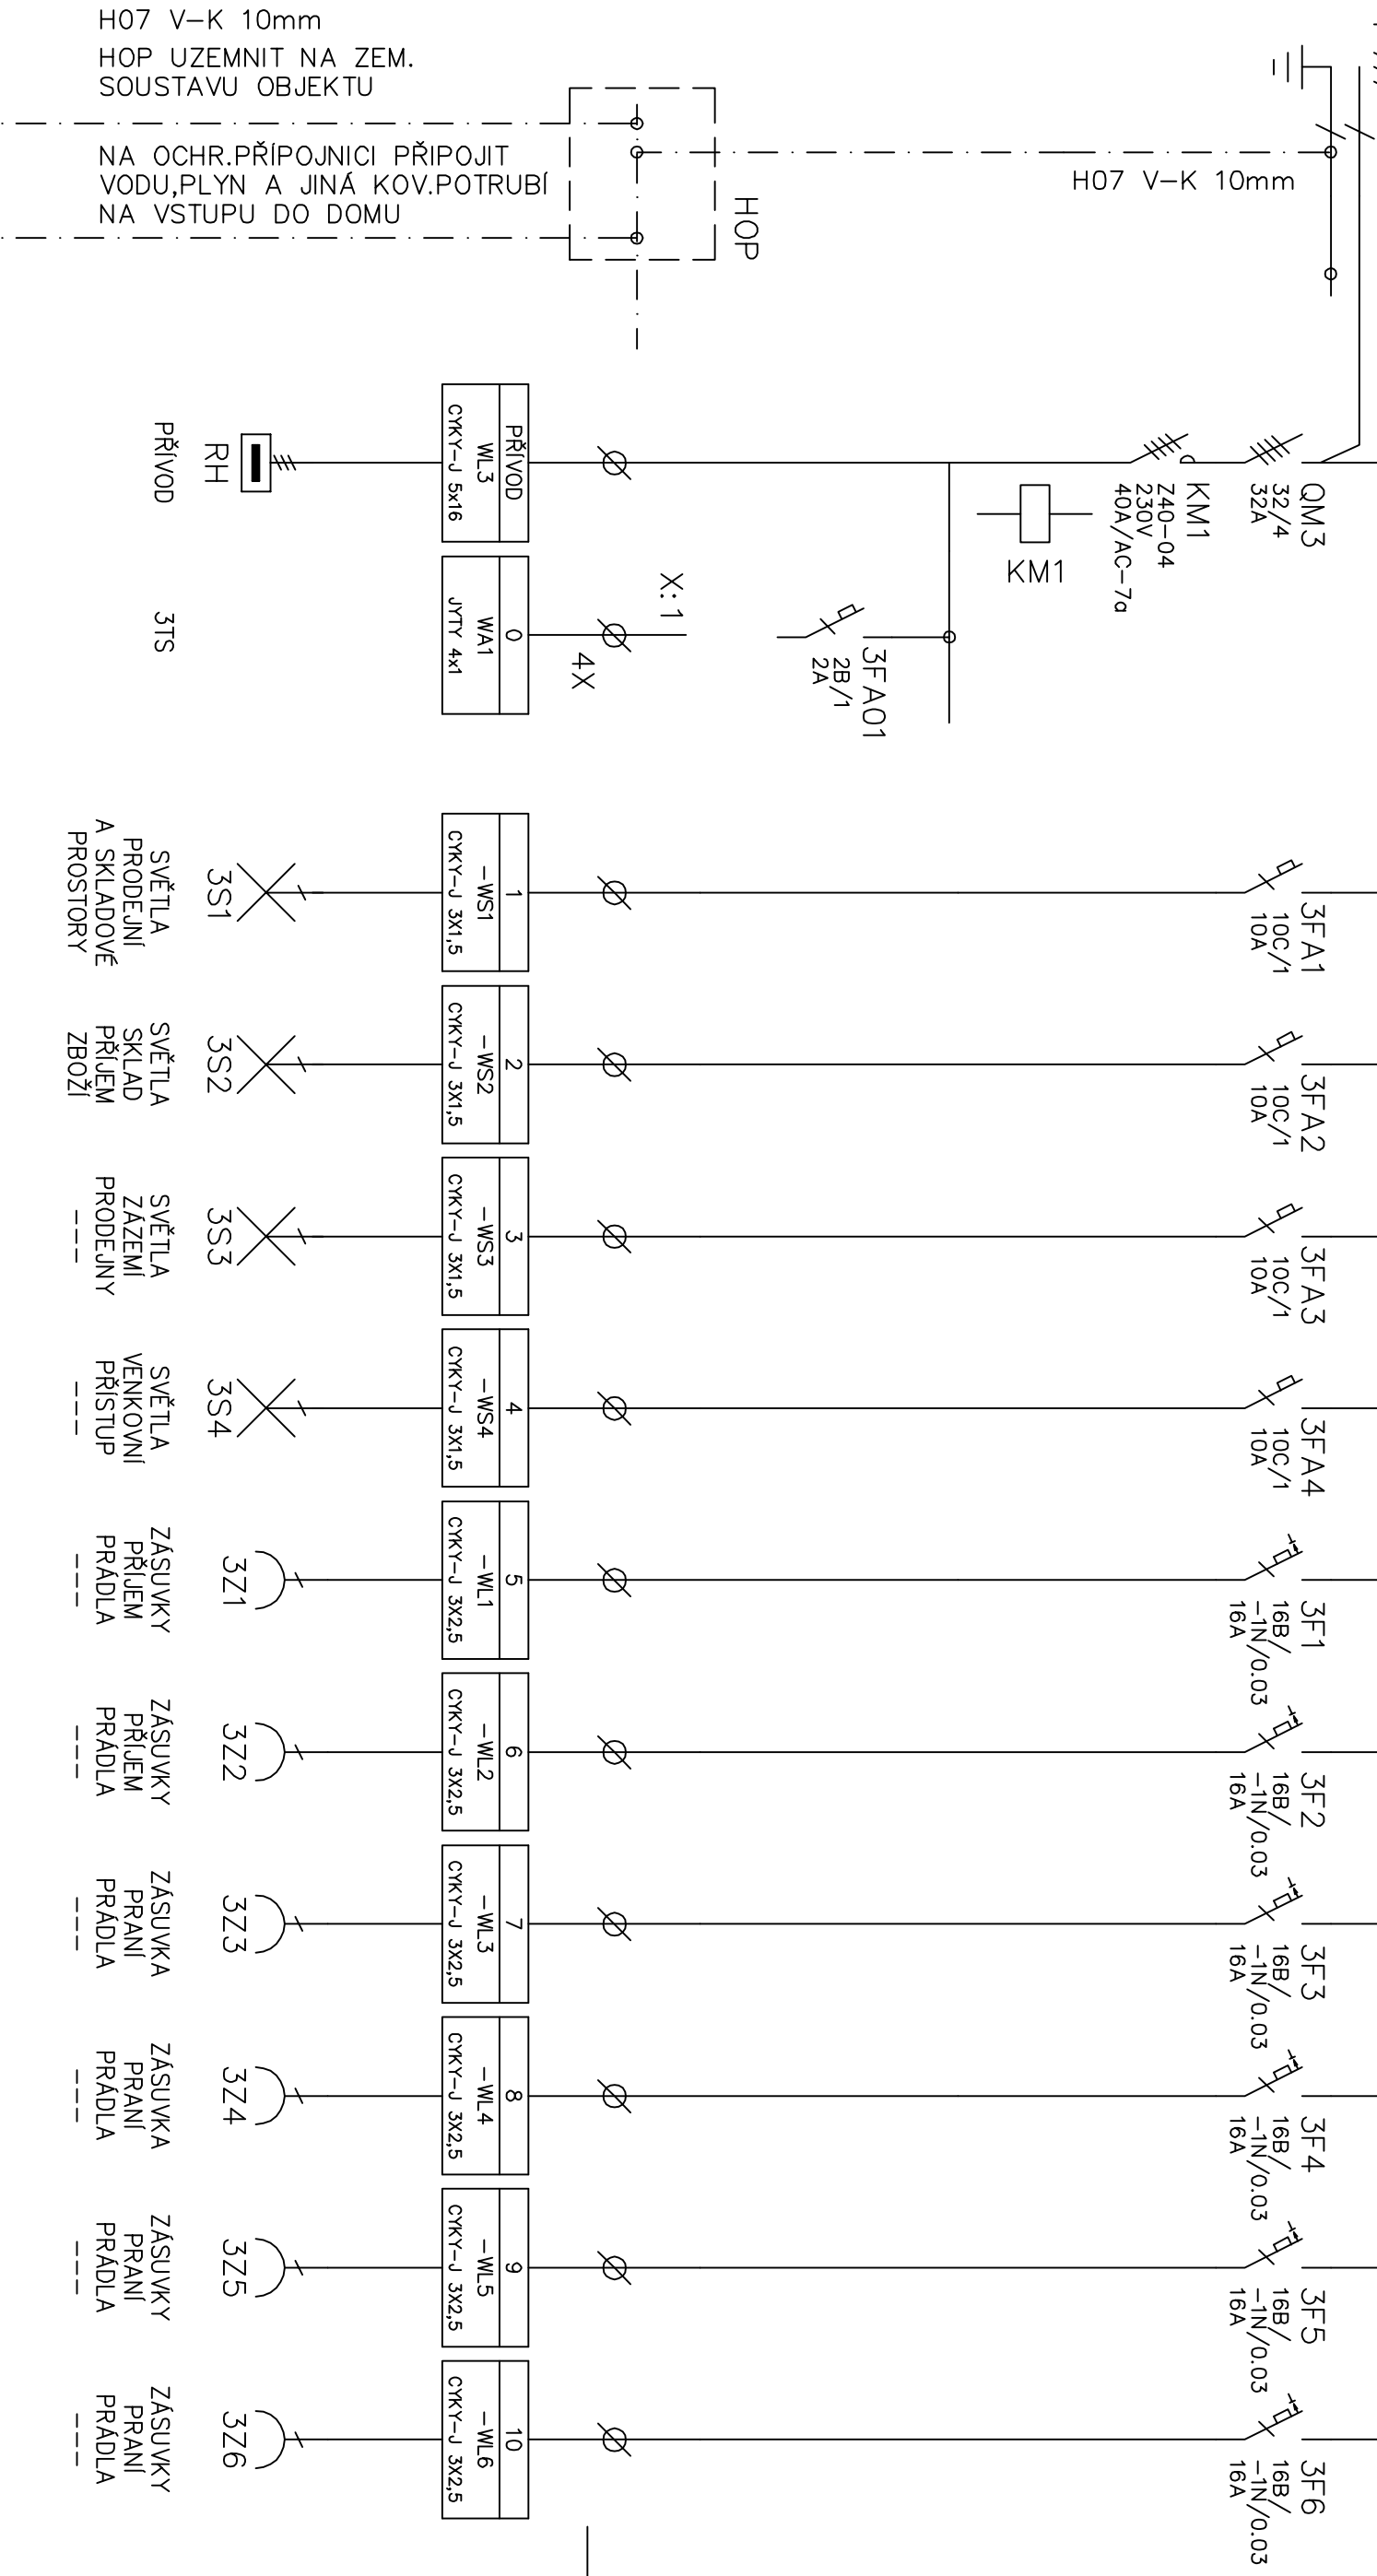 H07 V-K 10mm
HOP UZEMNIT NA ZEM.
SOUSTAVU OBJEKTU
NA OCHR.PŘÍPOJNICI PŘIPOJIT
VODU,PLYN A JINÁ KOV.POTRUBÍ
NA VSTUPU DO DOMU
HOP
H07 V-K 10mm
QM3
32/4
32A
KM1
Z40-04
230V
40A/AC-7a
KM1
PŘÍVOD
WL3
CYKY-J 5x16
RH
PŘÍVOD
3FA01
2B/1
2A
X:1
4X
0
WA1
JYTY 4x1
3TS
3FA1
10C/1
10A
1
-WS1
CYKY-J 3X1,5
3S1
SVĚTLA
PRODEJNÍ
A SKLADOVÉ
PROSTORY
3FA2
10C/1
10A
2
-WS2
CYKY-J 3X1,5
3S2
SVĚTLA
SKLAD
PŘÍJEM
ZBOŽÍ
3FA3
10C/1
10A
3
-WS3
CYKY-J 3X1,5
3S3
SVĚTLA
ZÁZEMÍ
PRODEJNY
---
3FA4
10C/1
10A
4
-WS4
CYKY-J 3X1,5
3S4
SVĚTLA
VENKOVNÍ
PŘÍSTUP
---
3F1
16B/
-1N/0.03
16A
5
-WL1
CYKY-J 3X2,5
3Z1
ZÁSUVKY
PŘÍJEM
PRÁDLA
---
3F2
16B/
-1N/0.03
16A
6
-WL2
CYKY-J 3X2,5
3Z2
ZÁSUVKY
PŘÍJEM
PRÁDLA
---
3F3
16B/
-1N/0.03
16A
7
-WL3
CYKY-J 3X2,5
3Z3
ZÁSUVKA
PRANÍ
PRÁDLA
---
3F4
16B/
-1N/0.03
16A
8
-WL4
CYKY-J 3X2,5
3Z4
ZÁSUVKA
PRANÍ
PRÁDLA
---
3F5
16B/
-1N/0.03
16A
9
-WL5
CYKY-J 3X2,5
3Z5
ZÁSUVKY
PRANÍ
PRÁDLA
---
3F6
16B/
-1N/0.03
16A
10
-WL6
CYKY-J 3X2,5
3Z6
ZÁSUVKY
PRANÍ
PRÁDLA
---